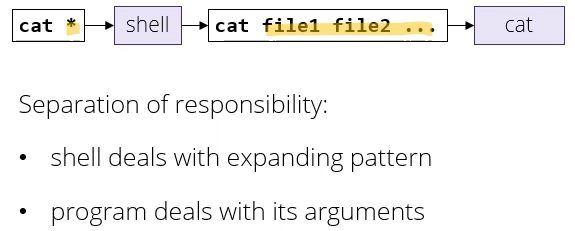 cat * shell cat file1 file2 ... cat
Separation of responsibility:
• shell deals with expanding pattern
• program deals with its arguments